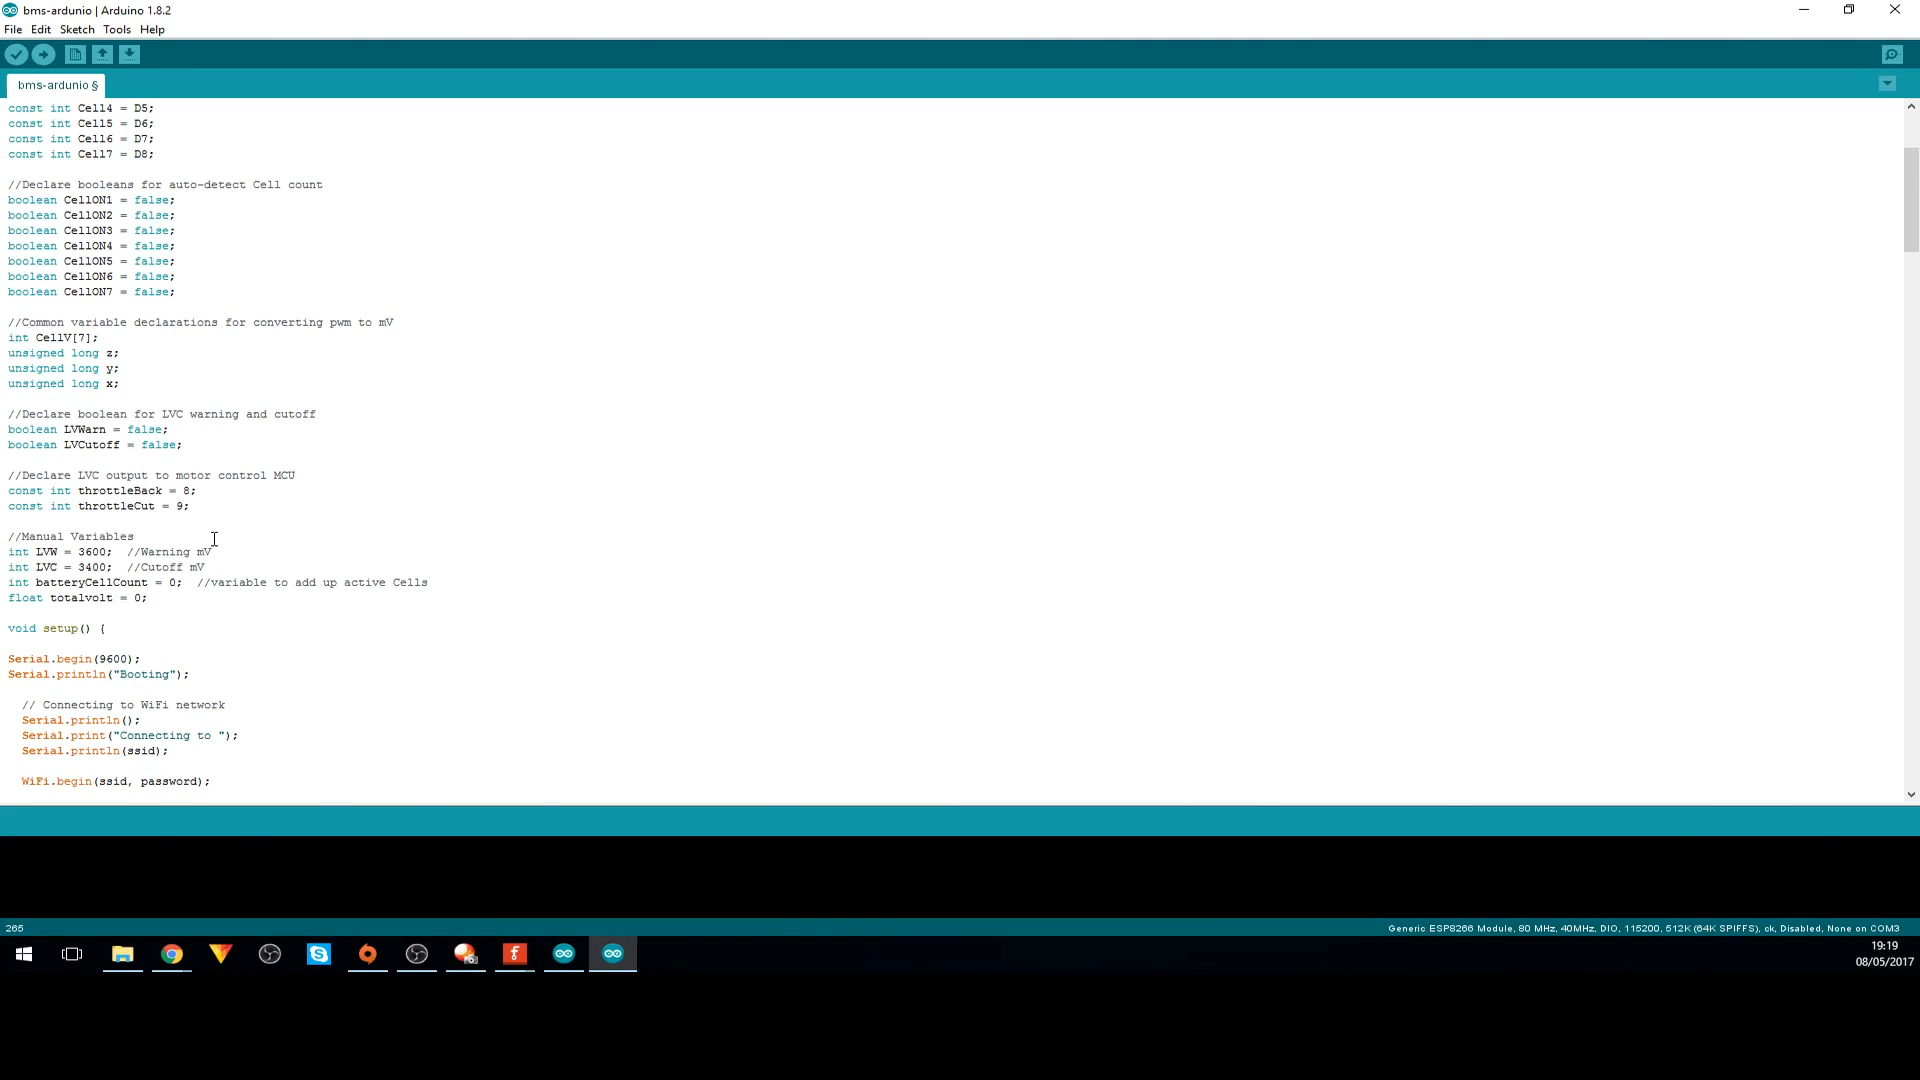 bms-ardunio | Arduino 1.8.2
File Edit Sketch Tools Help
bms-ardunio §
const int Cell4 = D5;
const int Cell5 = D6;
const int Cell6 = D7;
const int Cell7 = D8;
//Declare booleans for auto-detect Cell count
boolean CellON1 = false;
boolean CellON2 = false;
boolean CellON3 = false;
boolean CellON4 = false;
boolean CellON5 = false;
boolean CellON6 = false;
boolean CellON7 = false;
//Common variable declarations for converting pwm to mV
int CellV[7];
unsigned long z;
unsigned long y;
unsigned long x;
//Declare boolean for LVC warning and cutoff
boolean LVWarn = false;
boolean LVCutoff = false;
//Declare LVC output to motor control MCU
const int throttleBack = 8;
const int throttleCut = 9;
//Manual Variables
int LVW = 3600;  //Warning mV
int LVC = 3400;  //Cutoff mV
int batteryCellCount = 0;  //variable to add up active Cells
float totalvolt = 0;
void setup() {
Serial.begin(9600);
Serial.println("Booting");
// Connecting to WiFi network
Serial.println();
Serial.print("Connecting to ");
Serial.println(ssid);
WiFi.begin(ssid, password);
265
Generic ESP8266 Module, 80 MHz, 40MHz, DIO, 115200, 512K (64K SPIFFS), ck, Disabled, None on COM3
19:19
08/05/2017